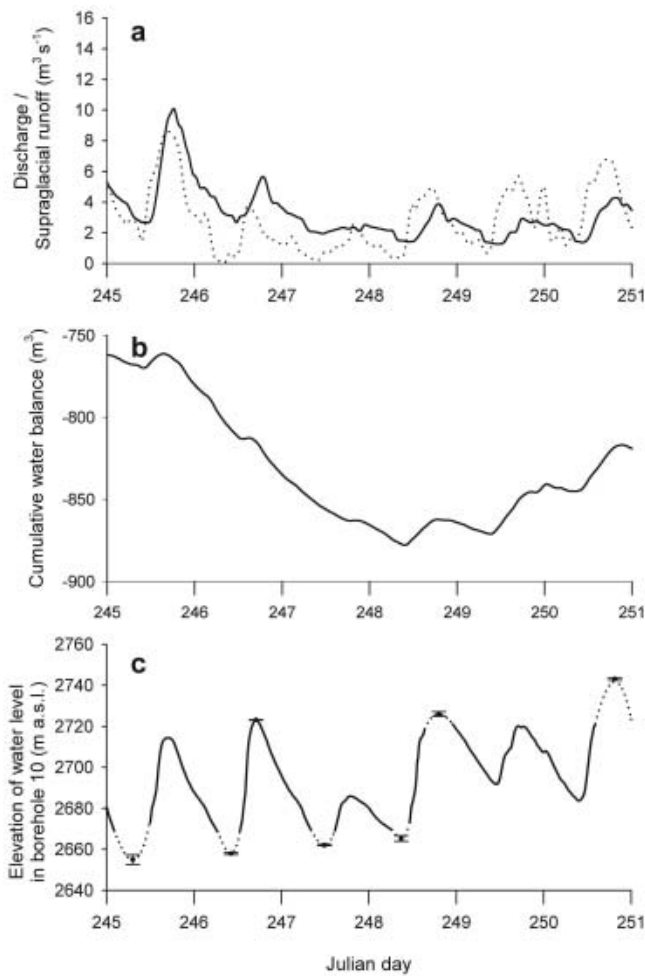 a
Discharge /
Supraglacial runoff (m³ s⁻¹)
16
14
12
10
8
6
4
2
0
245 246 247 248 249 250 251
b
Cumulative water balance (m³)
-750
-800
-850
-900
245 246 247 248 249 250 251
c
Elevation of water level
in borehole 10 (m a.s.l.)
2760
2740
2720
2700
2680
2660
2640
245 246 247 248 249 250 251
Julian day